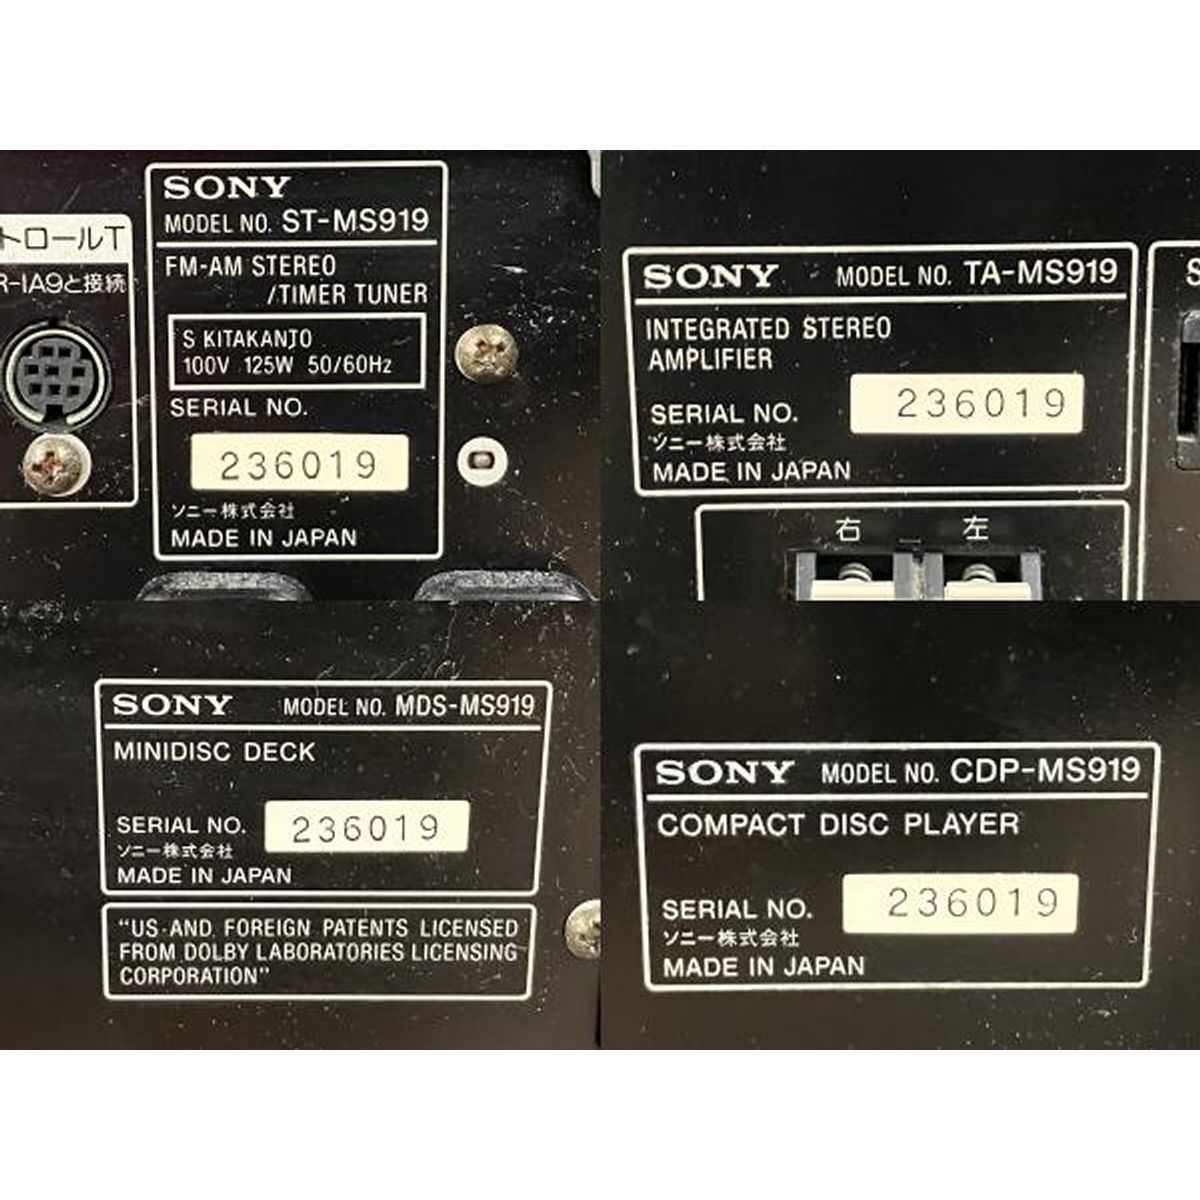 トロールT
R-IA9と接続
SONY
MODEL NO. ST-MS919
FM-AM STEREO
/TIMER TUNER
S KITAKANTO
100V 125W 50/60Hz
SERIAL NO.
236019
ソニー株式会社
MADE IN JAPAN
SONY MODEL NO. TA-MS919
INTEGRATED STEREO
AMPLIFIER
SERIAL NO. 236019
ソニー株式会社
MADE IN JAPAN
右 左
S
SONY MODEL NO. MDS-MS919
MINIDISC DECK
SERIAL NO. 236019
ソニー株式会社
MADE IN JAPAN
"US AND FOREIGN PATENTS LICENSED
FROM DOLBY LABORATORIES LICENSING
CORPORATION"
SONY MODEL NO. CDP-MS919
COMPACT DISC PLAYER
SERIAL NO. 236019
ソニー株式会社
MADE IN JAPAN